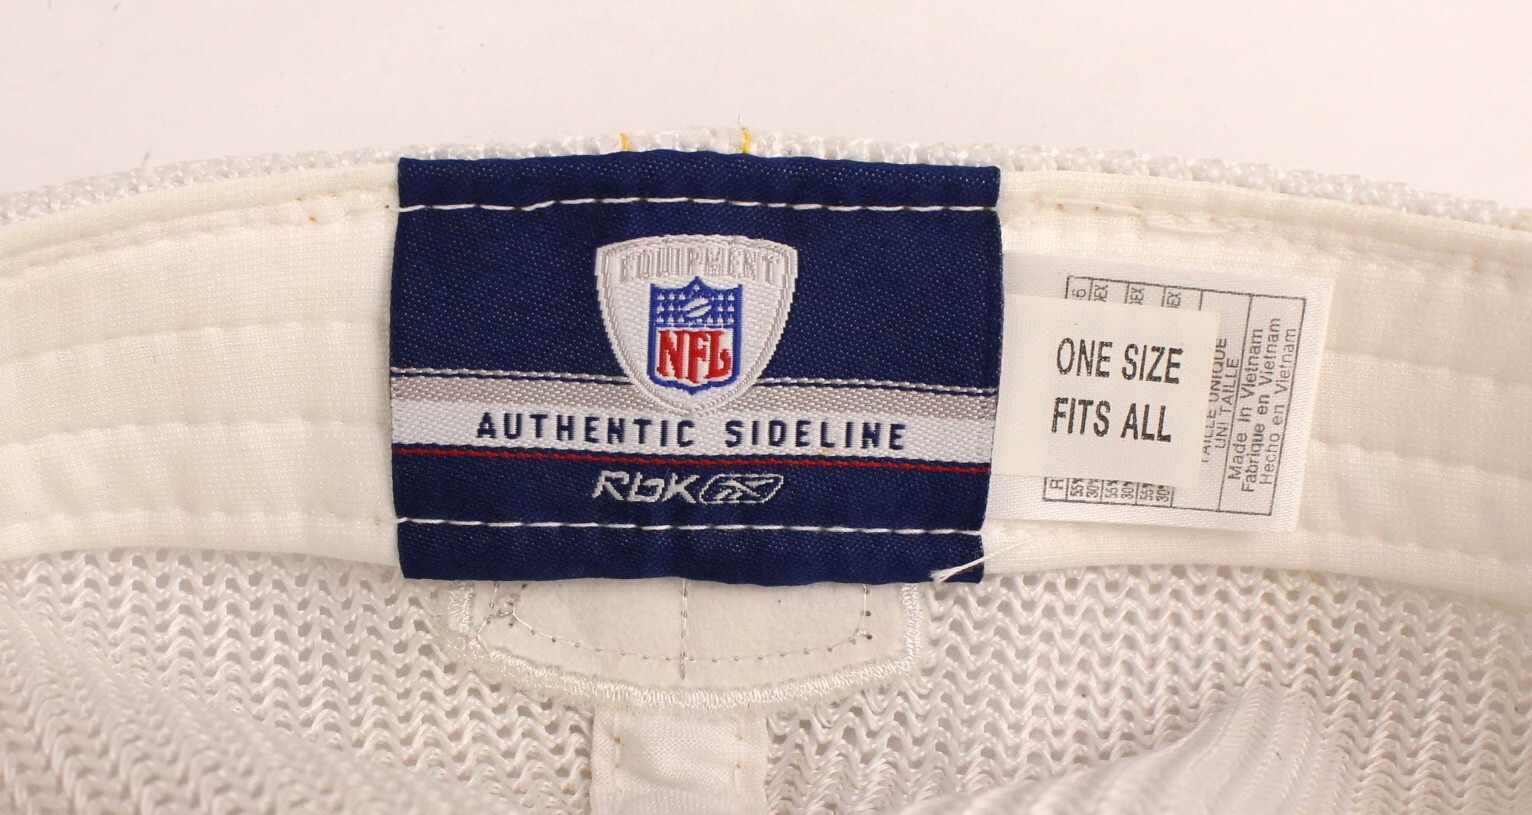 EQUIPMENT
NFL
AUTHENTIC SIDELINE
RbK
ONE SIZE
FITS ALL
TAILLE UNIQUE
UNI TAILLE
Made in Vietnam
Fabrique en Vietnam
Hecho en Vietnam